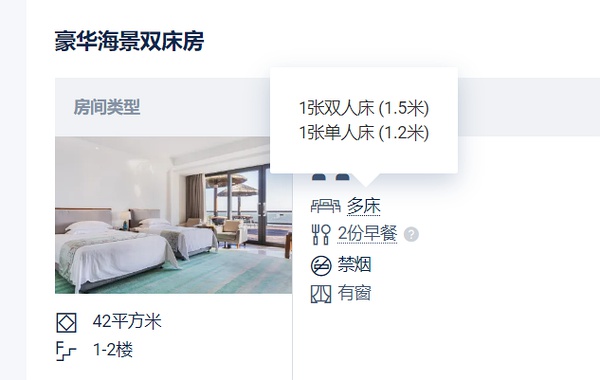 豪华海景双床房
房间类型
1张双人床 (1.5米)
1张单人床 (1.2米)
多床
2份早餐 ?
禁烟
有窗
42平方米
1-2楼